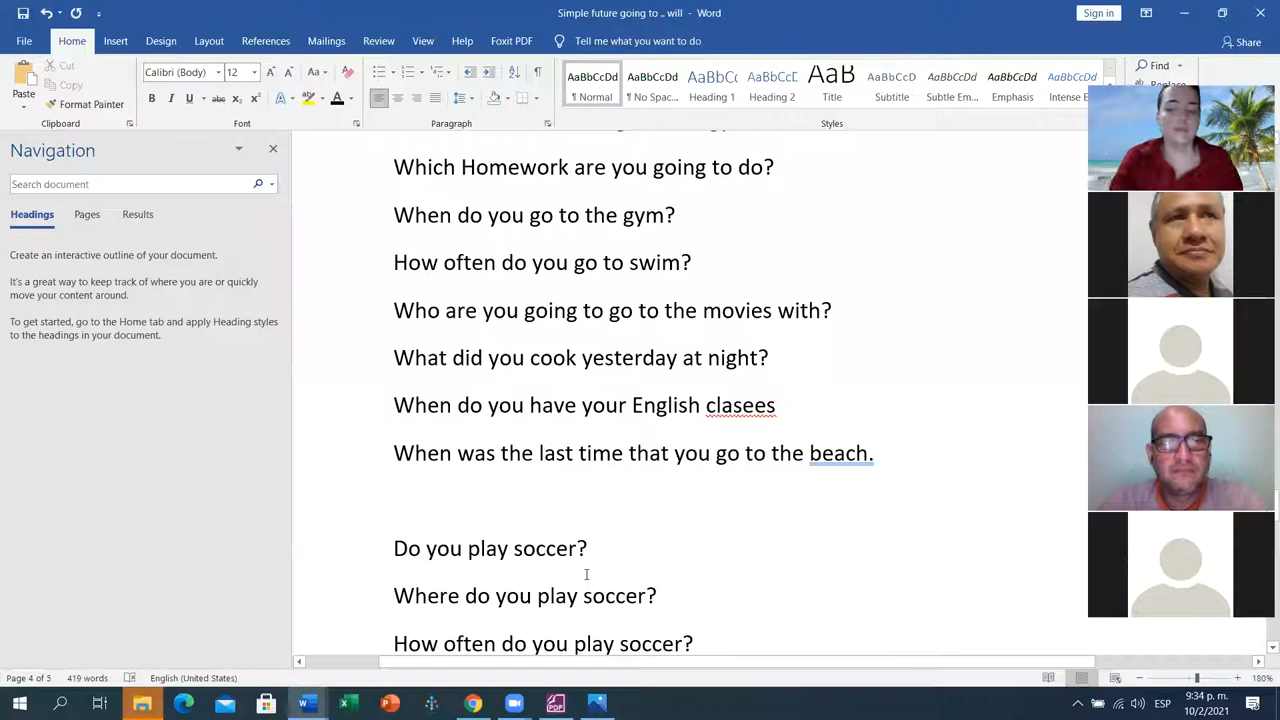 Simple future going to .. will - Word
Sign in
File Home Insert Design Layout References Mailings Review View Help Foxit PDF Tell me what you want to do Share
Cut
Copy
Format Painter
Paste
Clipboard
Calibri (Body) 12
Font
Paragraph
AaBbCcDd AaBbCcDd AaBbCc AaBbCcD AaB AaBbCcDd AaBbCcDd AaBbCcDd AaBbCcDd
¶ Normal ¶ No Spac... Heading 1 Heading 2 Title Subtitle Subtle Em... Emphasis Intense E
Styles
Find
Navigation
Search document
Headings Pages Results
Create an interactive outline of your document.
It's a great way to keep track of where you are or quickly
move your content around.
To get started, go to the Home tab and apply Heading styles
to the headings in your document.
Which Homework are you going to do?
When do you go to the gym?
How often do you go to swim?
Who are you going to go to the movies with?
What did you cook yesterday at night?
When do you have your English clasees
When was the last time that you go to the beach.
Do you play soccer?
Where do you play soccer?
How often do you play soccer?
Page 4 of 5 419 words English (United States) 180%
ESP
9:34 p. m.
10/2/2021